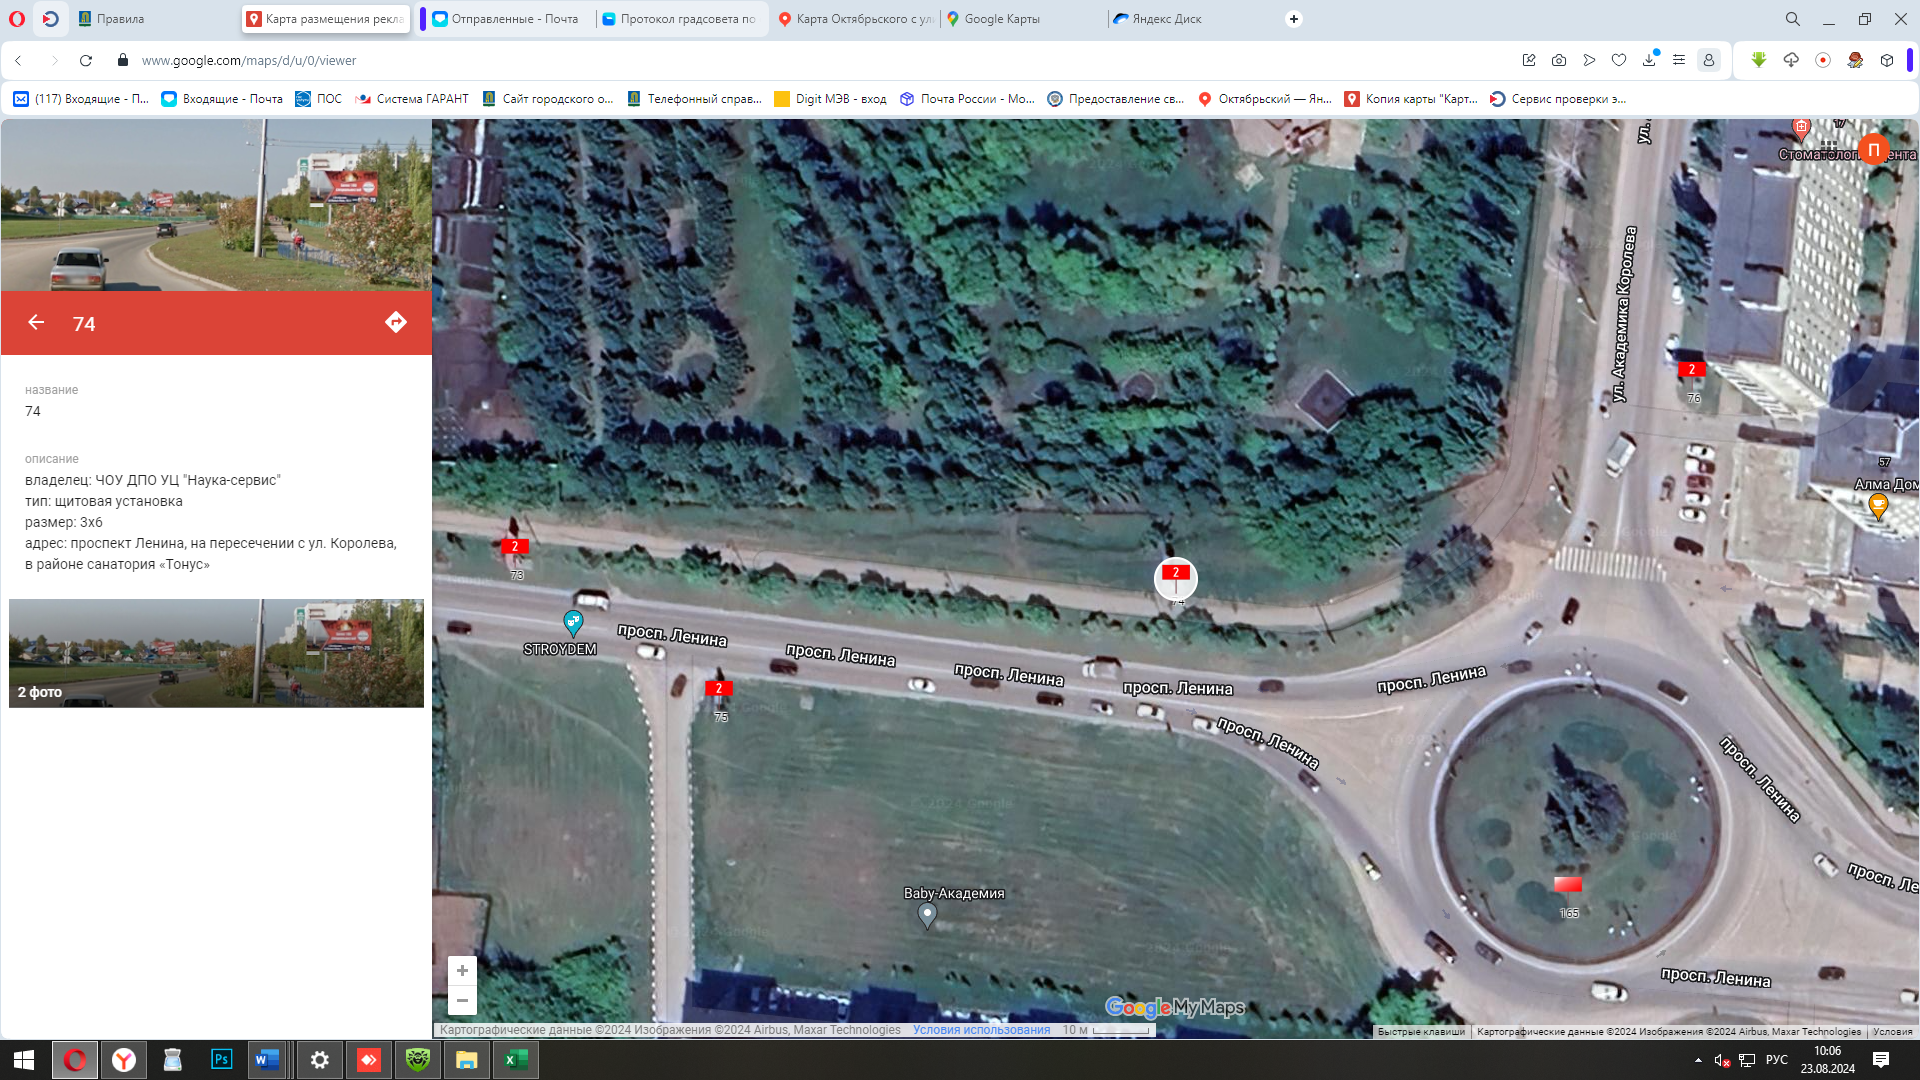 Правила
Карта размещения рекла
Отправленные - Почта
Протокол градсовета по
Карта Октябрьского с ули
Google Карты
Яндекс Диск
www.google.com/maps/d/u/0/viewer
(117) Входящие - П...
Входящие - Почта
ПОС
Система ГАРАНТ
Сайт городского о...
Телефонный справ...
Digit МЭВ - вход
Почта России - Мо...
Предоставление св...
Октябрьский — Ян...
Копия карты "Карт...
Сервис проверки э...
74
название
74
описание
владелец: ЧОУ ДПО УЦ "Наука-сервис"
тип: щитовая установка
размер: 3х6
адрес: проспект Ленина, на пересечении с ул. Королева,
в районе санатория «Тонус»
2 фото
ул.
17
П
ул. Академика Королева
2
76
57
Алма Дом
2
73
2
74
STROYDEM
просп. Ленина
просп. Ленина
просп. Ленина
просп. Ленина
просп. Ленина
просп. Ленина
просп. Ленина
просп. Ле
просп. Ленина
2
75
Baby-Академия
165
Google My Maps
Картографические данные ©2024 Изображения ©2024 Airbus, Maxar Technologies
Условия использования
10 м
Быстрые клавиши
Картографические данные ©2024 Изображения ©2024 Airbus, Maxar Technologies
Условия
РУС
10:06
23.08.2024